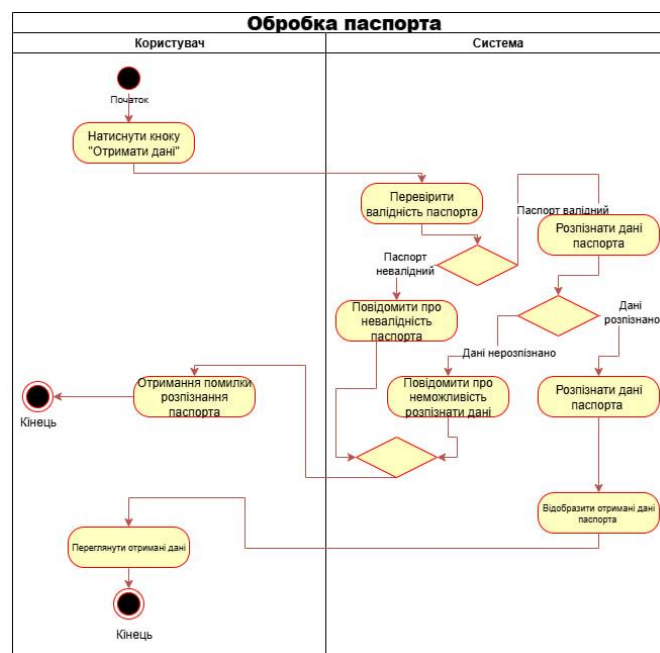 Обробка паспорта
Користувач
Система
Початок
Натиснути кноку
"Отримати дані"
Перевірити
валідність паспорта
Паспорт валідний
Розпізнати дані
паспорта
Паспорт
невалідний
Повідомити про
невалідність
паспорта
Дані
розпізнано
Дані нерозпізнано
Отримання помилки
розпізнання
паспорта
Повідомити про
неможливість
розпізнати дані
Розпізнати дані
паспорта
Кінець
Відобразити отримані дані
паспорта
Переглянути отримані дані
Кінець